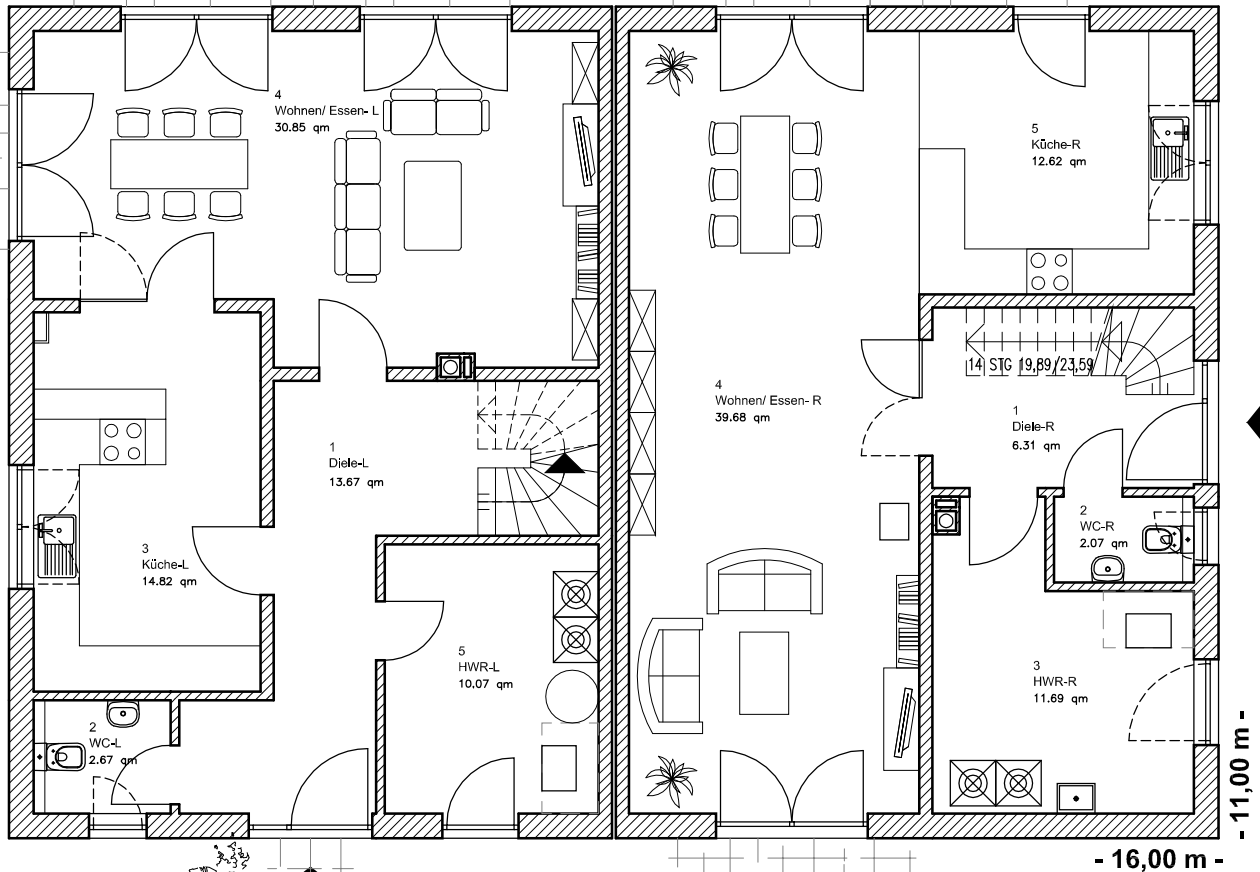 4
Wohnen/ Essen- L
30.85 qm
5
Küche-R
12.62 qm
14 STG 19,89/23,59
4
Wohnen/ Essen- R
39.68 qm
1
Diele-R
6.31 qm
1
Diele-L
13.67 qm
2
WC-R
2.07 qm
3
Küche-L
14.82 qm
5
HWR-L
10.07 qm
3
HWR-R
11.69 qm
2
WC-L
2.67 qm
- 11,00 m -
- 16,00 m -